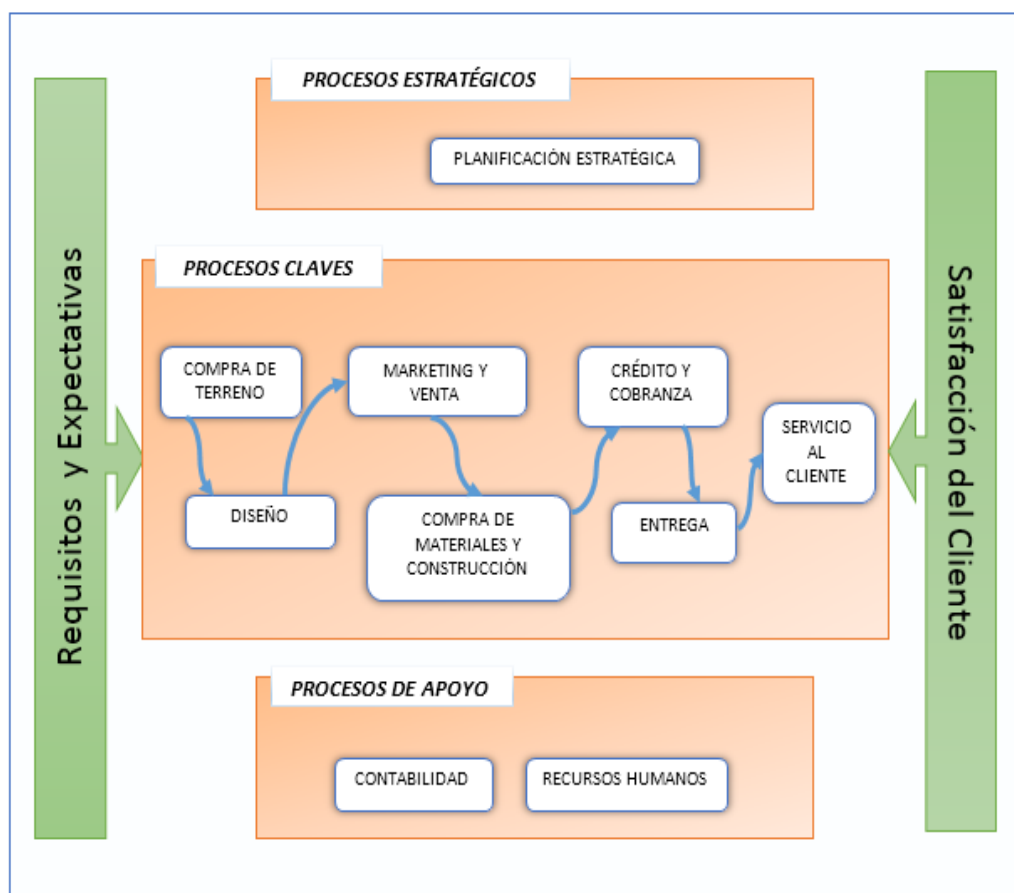 PROCESOS ESTRATÉGICOS
PLANIFICACIÓN ESTRATÉGICA
Requisitos y Expectativas
PROCESOS CLAVES
COMPRA DE
TERRENO
DISEÑO
MARKETING Y
VENTA
COMPRA DE
MATERIALES Y
CONSTRUCCIÓN
CRÉDITO Y
COBRANZA
ENTREGA
SERVICIO
AL
CLIENTE
Satisfacción del Cliente
PROCESOS DE APOYO
CONTABILIDAD
RECURSOS HUMANOS